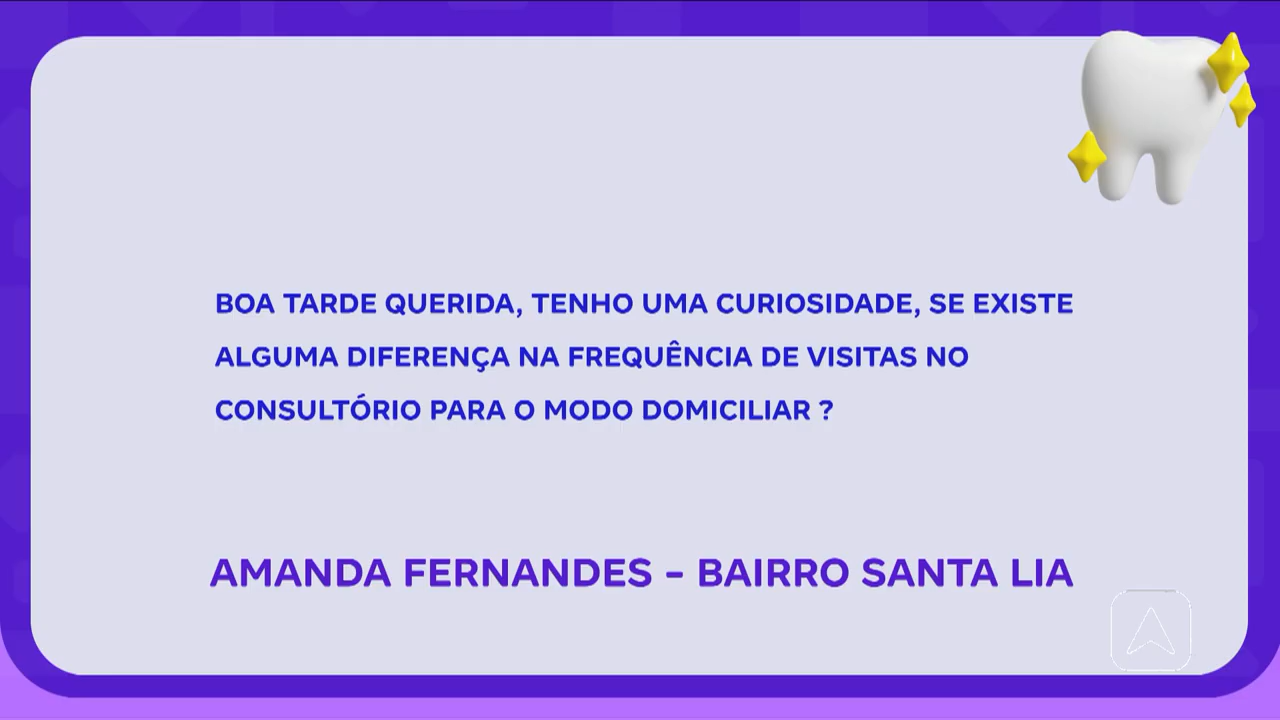 BOA TARDE QUERIDA, TENHO UMA CURIOSIDADE, SE EXISTE
ALGUMA DIFERENÇA NA FREQUÊNCIA DE VISITAS NO
CONSULTÓRIO PARA O MODO DOMICILIAR ?
AMANDA FERNANDES - BAIRRO SANTA LIA